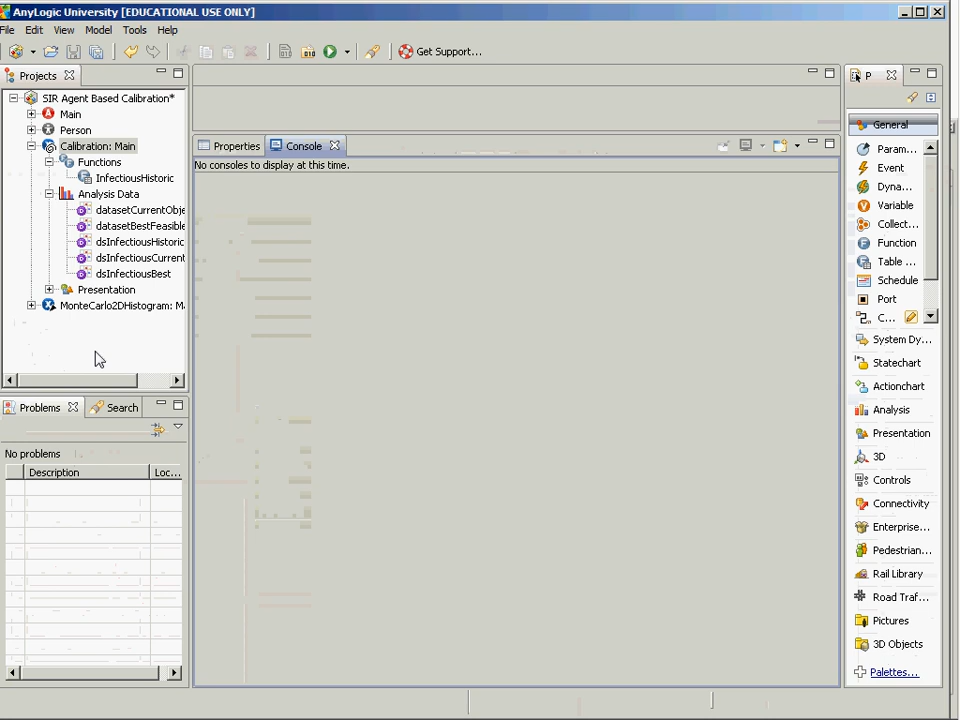 AnyLogic University [EDUCATIONAL USE ONLY]
File Edit View Model Tools Help
Get Support...
Projects
SIR Agent Based Calibration*
Main
Person
Calibration: Main
Functions
InfectiousHistoric
Analysis Data
datasetCurrentObje
datasetBestFeasible
dsInfectiousHistoric
dsInfectiousCurrent
dsInfectiousBest
Presentation
MonteCarlo2DHistogram: Ma
Problems Search
No problems
Description Loc...
Properties Console
No consoles to display at this time.
P
General
Param...
Event
Dyna...
Variable
Collect...
Function
Table ...
Schedule
Port
C...
System Dy...
Statechart
Actionchart
Analysis
Presentation
3D
Controls
Connectivity
Enterprise...
Pedestrian...
Rail Library
Road Traf...
Pictures
3D Objects
Palettes...